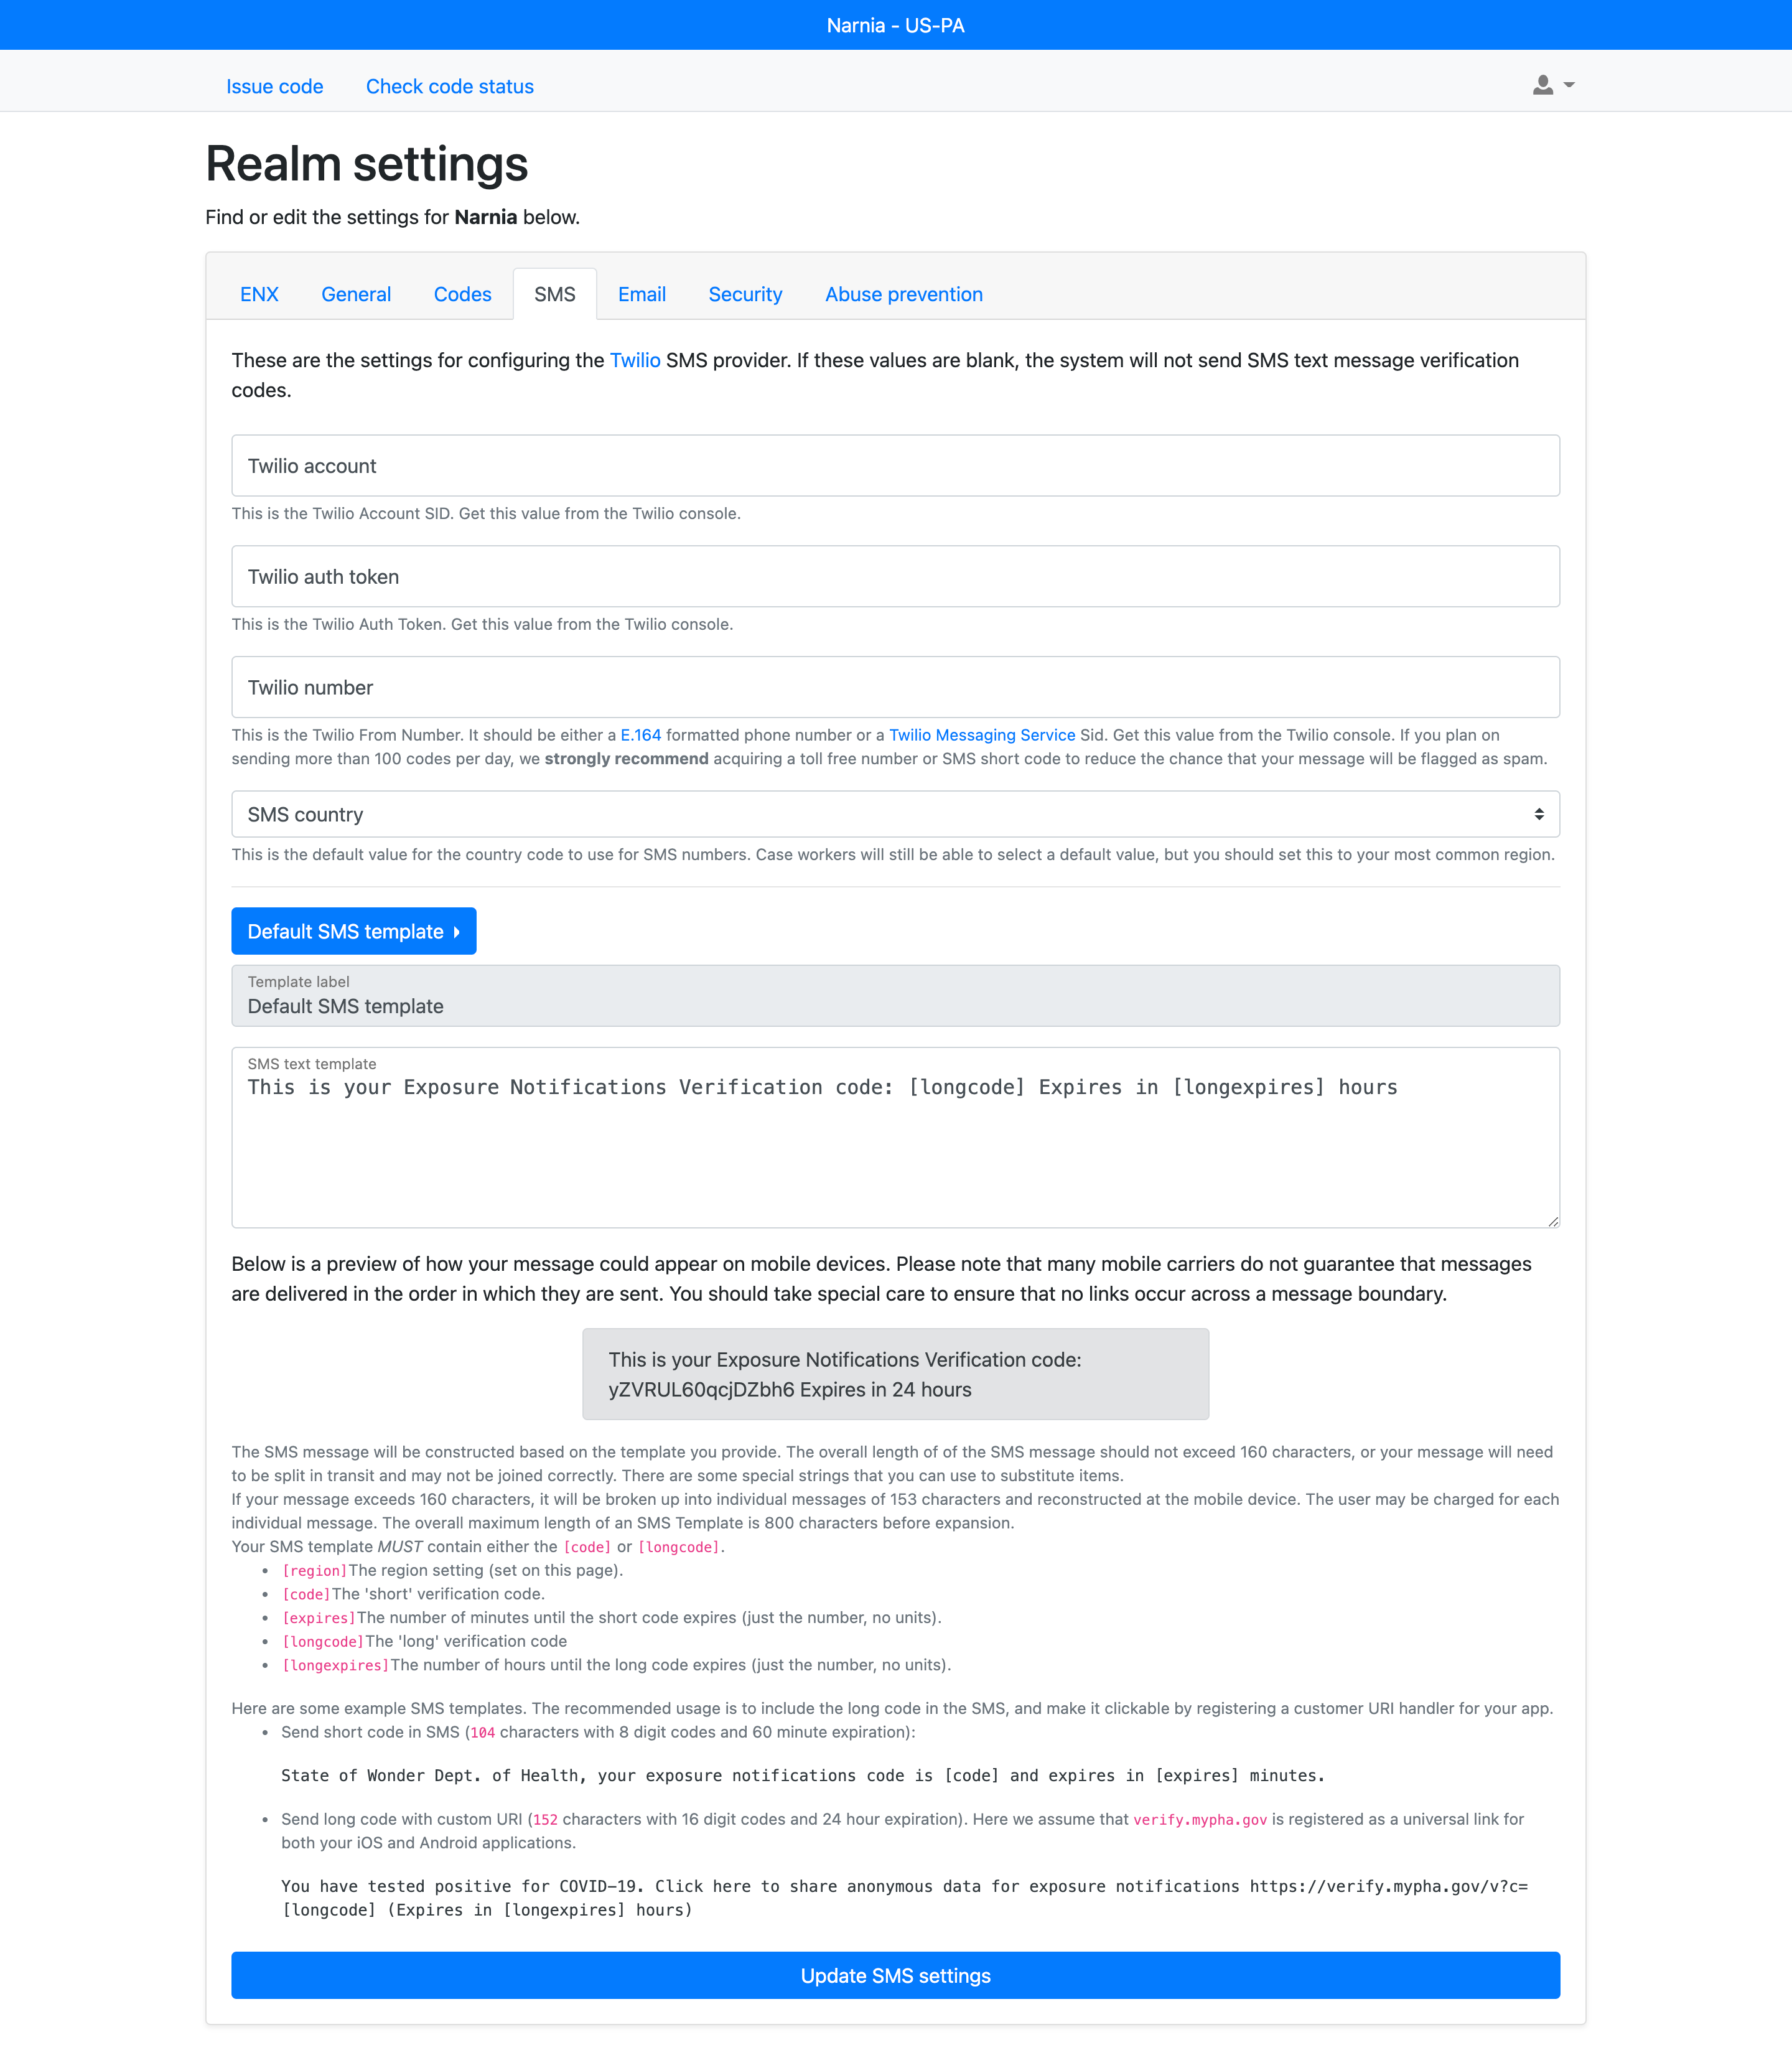 Narnia - US-PA
Issue code
Check code status
Realm settings
Find or edit the settings for Narnia below.
ENX
General
Codes
SMS
Email
Security
Abuse prevention
These are the settings for configuring the Twilio SMS provider. If these values are blank, the system will not send SMS text message verification
codes.
Twilio account
This is the Twilio Account SID. Get this value from the Twilio console.
Twilio auth token
This is the Twilio Auth Token. Get this value from the Twilio console.
Twilio number
This is the Twilio From Number. It should be either a E.164 formatted phone number or a Twilio Messaging Service Sid. Get this value from the Twilio console. If you plan on
sending more than 100 codes per day, we strongly recommend acquiring a toll free number or SMS short code to reduce the chance that your message will be flagged as spam.
SMS country
This is the default value for the country code to use for SMS numbers. Case workers will still be able to select a default value, but you should set this to your most common region.
Default SMS template
Template label
Default SMS template
SMS text template
This is your Exposure Notifications Verification code: [longcode] Expires in [longexpires] hours
Below is a preview of how your message could appear on mobile devices. Please note that many mobile carriers do not guarantee that messages
are delivered in the order in which they are sent. You should take special care to ensure that no links occur across a message boundary.
This is your Exposure Notifications Verification code:
yZVRUL60qcjDZbh6 Expires in 24 hours
The SMS message will be constructed based on the template you provide. The overall length of of the SMS message should not exceed 160 characters, or your message will need
to be split in transit and may not be joined correctly. There are some special strings that you can use to substitute items.
If your message exceeds 160 characters, it will be broken up into individual messages of 153 characters and reconstructed at the mobile device. The user may be charged for each
individual message. The overall maximum length of an SMS Template is 800 characters before expansion.
Your SMS template MUST contain either the [code] or [longcode].
• [region]The region setting (set on this page).
• [code]The 'short' verification code.
• [expires]The number of minutes until the short code expires (just the number, no units).
• [longcode]The 'long' verification code
• [longexpires]The number of hours until the long code expires (just the number, no units).
Here are some example SMS templates. The recommended usage is to include the long code in the SMS, and make it clickable by registering a customer URI handler for your app.
• Send short code in SMS (104 characters with 8 digit codes and 60 minute expiration):
State of Wonder Dept. of Health, your exposure notifications code is [code] and expires in [expires] minutes.
• Send long code with custom URI (152 characters with 16 digit codes and 24 hour expiration). Here we assume that verify.mypha.gov is registered as a universal link for
both your iOS and Android applications.
You have tested positive for COVID-19. Click here to share anonymous data for exposure notifications https://verify.mypha.gov/v?c=
[longcode] (Expires in [longexpires] hours)
Update SMS settings